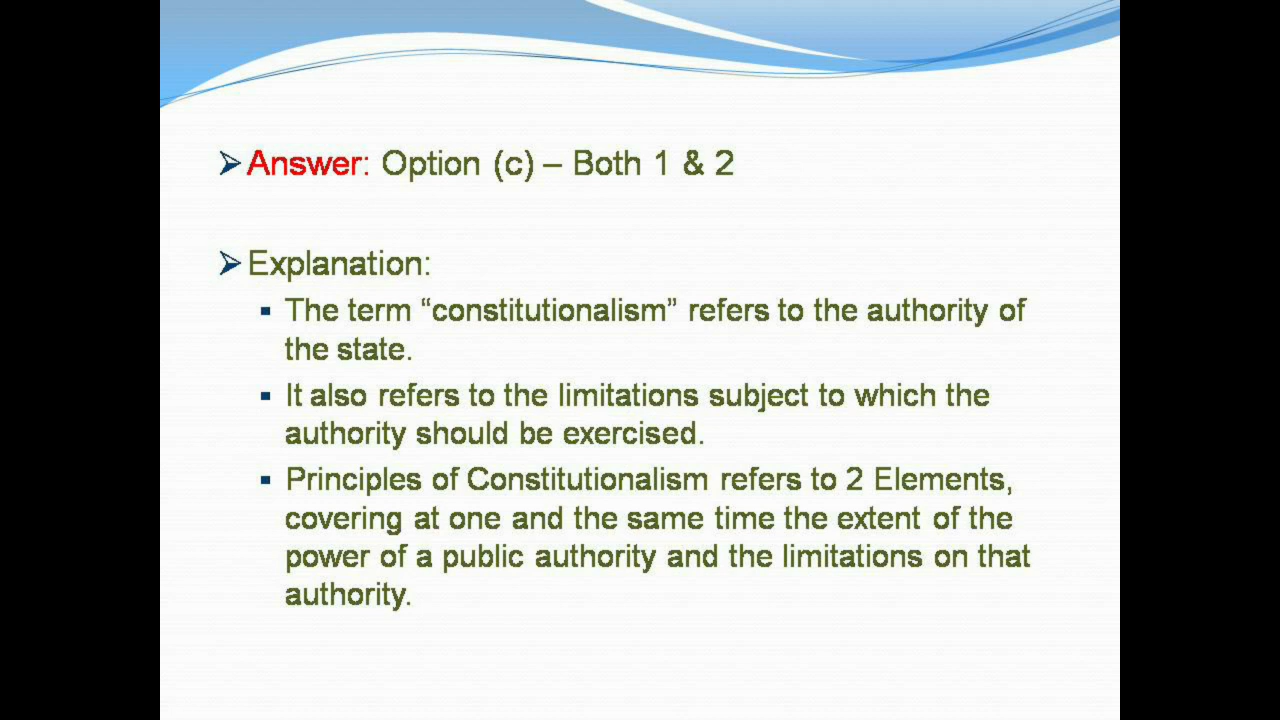 Answer: Option (c) – Both 1 & 2
Explanation:
The term “constitutionalism” refers to the authority of
the state.
It also refers to the limitations subject to which the
authority should be exercised.
Principles of Constitutionalism refers to 2 Elements,
covering at one and the same time the extent of the
power of a public authority and the limitations on that
authority.